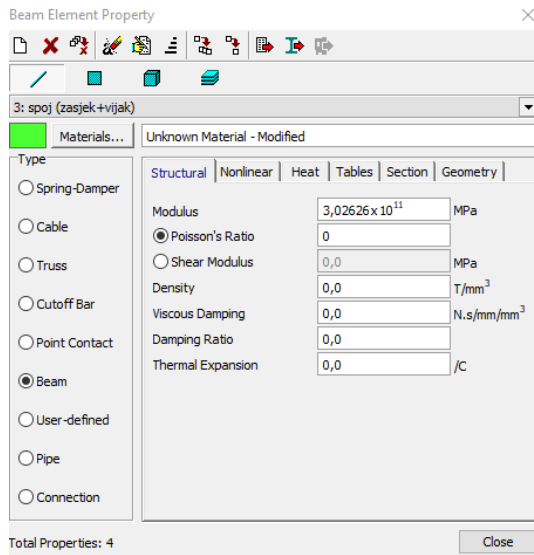 Beam Element Property
3: spoj (zasjek+vijak)
Materials... Unknown Material - Modified
Type
Spring-Damper
Cable
Truss
Cutoff Bar
Point Contact
Beam
User-defined
Pipe
Connection
Structural Nonlinear Heat Tables Section Geometry
Modulus 3,02626x10¹¹ MPa
Poisson's Ratio 0
Shear Modulus 0,0 MPa
Density 0,0 T/mm³
Viscous Damping 0,0 N.s/mm/mm³
Damping Ratio 0,0
Thermal Expansion 0,0 /C
Total Properties: 4 Close